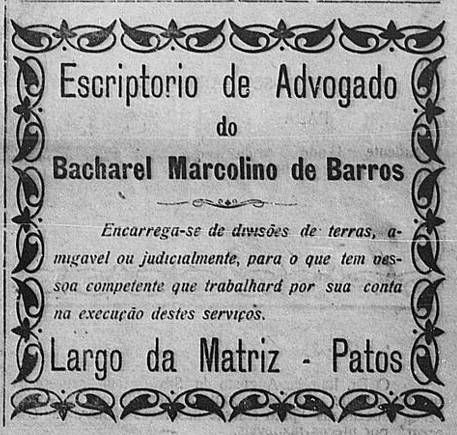 Escriptorio de Advogado
do
Bacharel Marcolino de Barros
Encarrega-se de divisões de terras, a-
migavel ou judicialmente, para o que tem pes-
soa competente que trabalhará por sua conta
na execução destes serviços.
Largo da Matriz - Patos